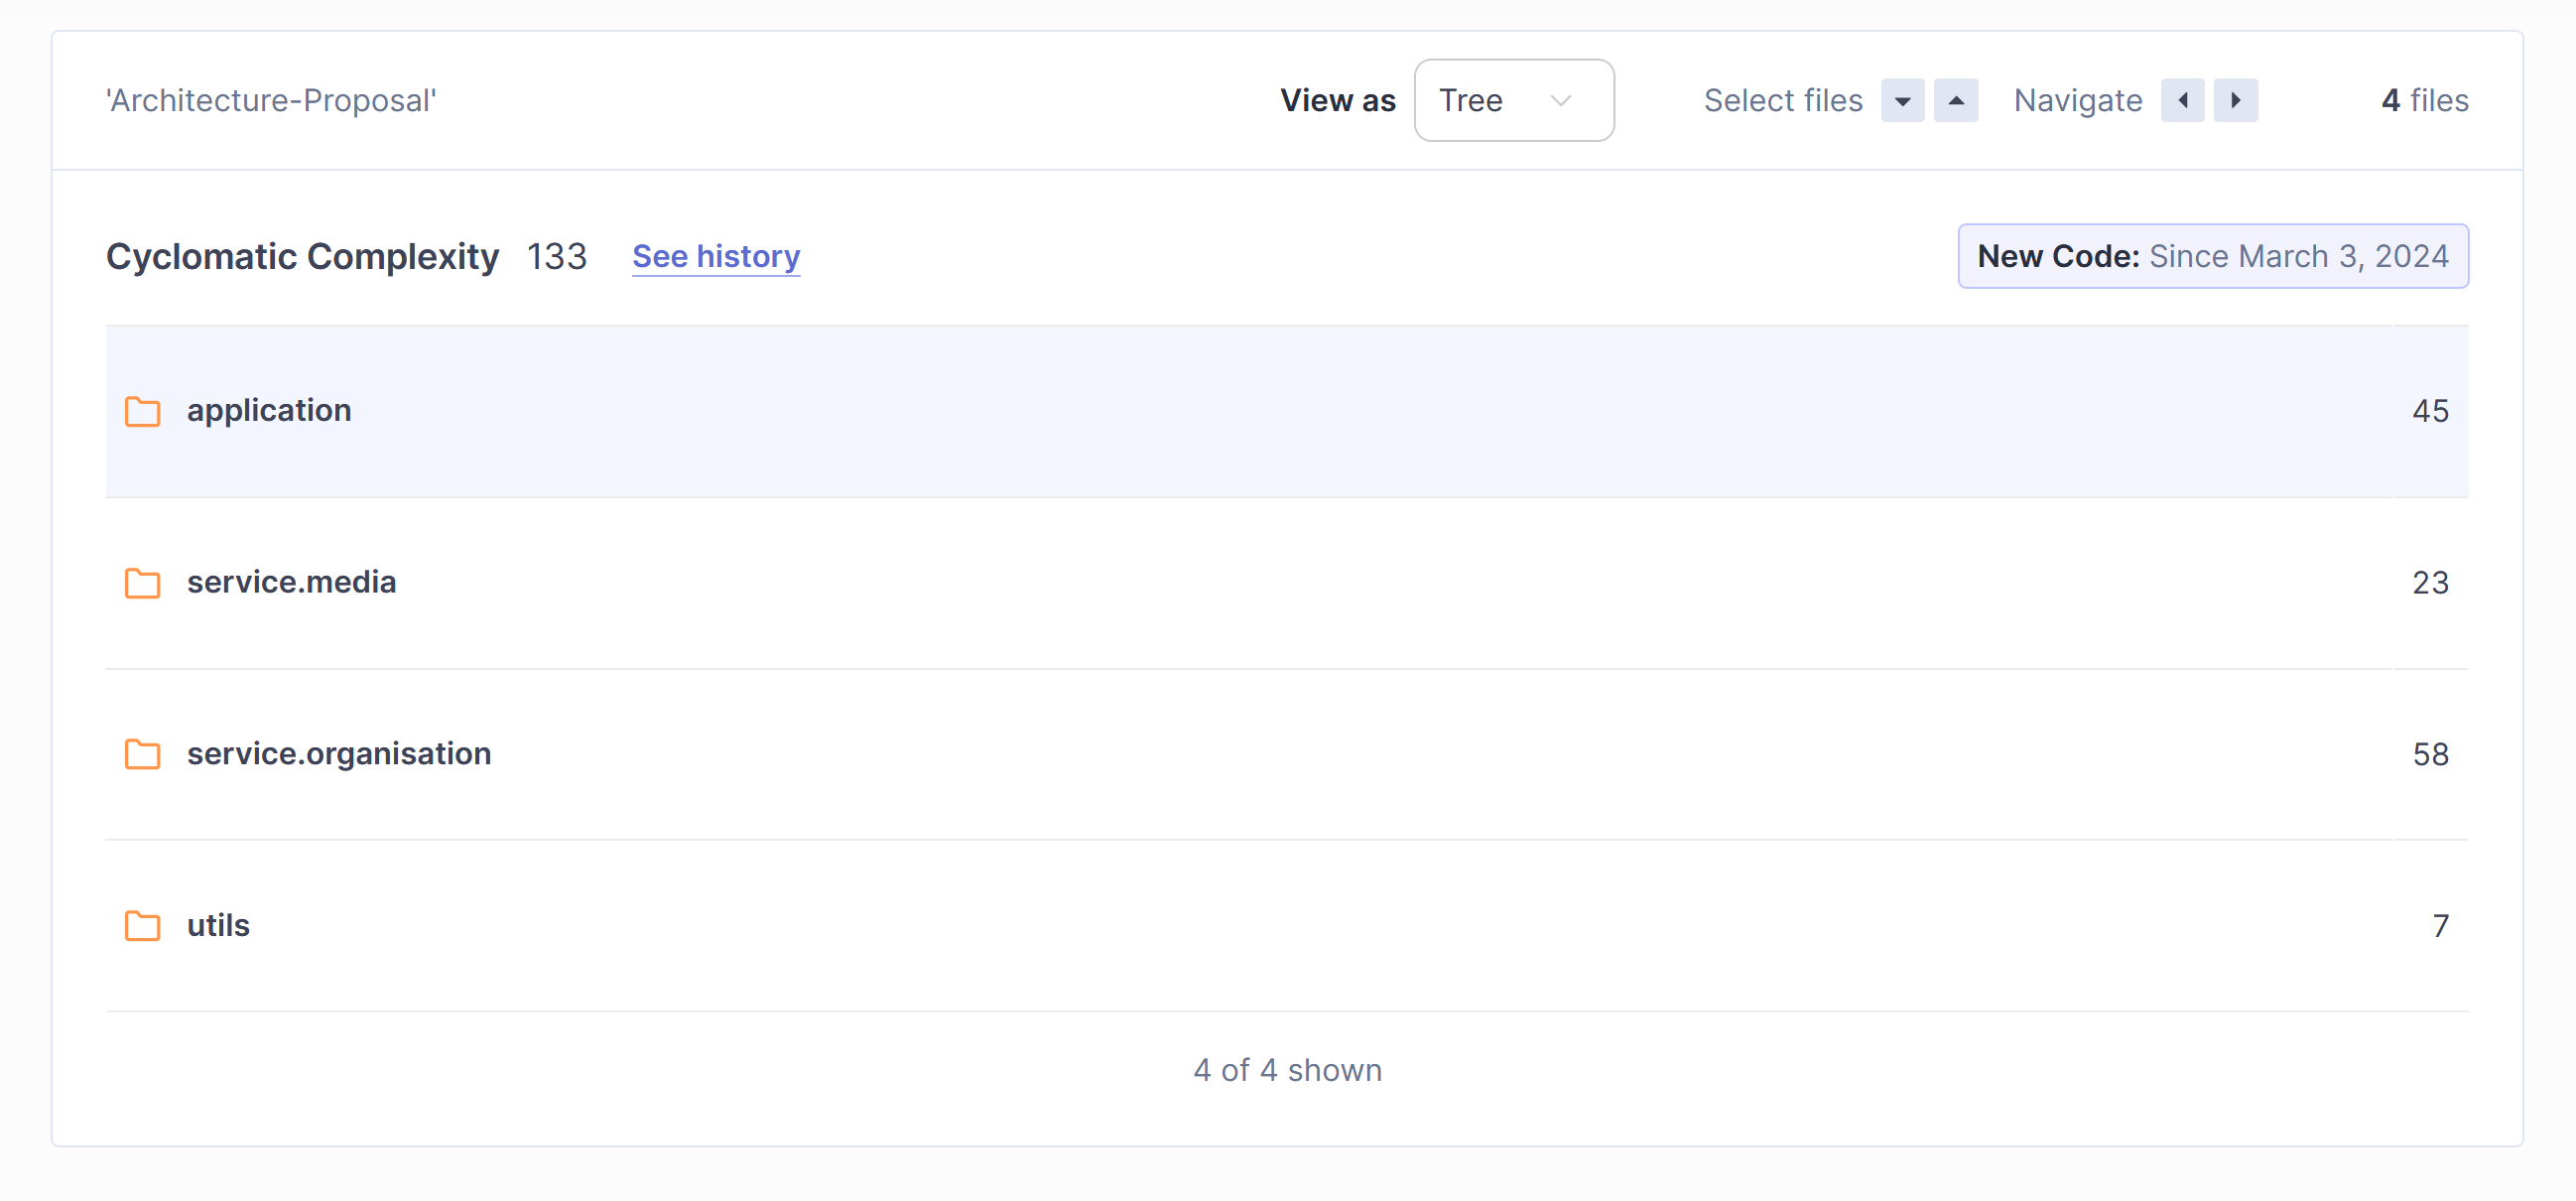 'Architecture-Proposal' View as Tree Select files Navigate 4 files
Cyclomatic Complexity 133 See history New Code: Since March 3, 2024
application 45
service.media 23
service.organisation 58
utils 7
4 of 4 shown